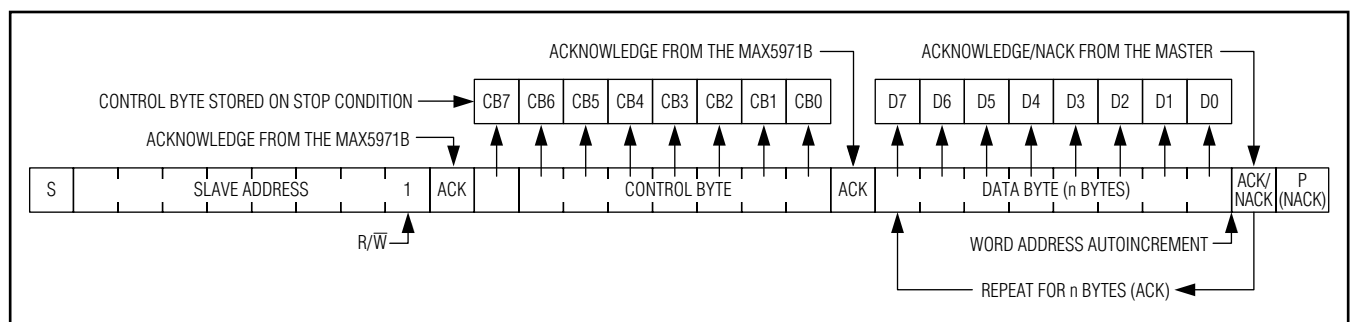 ACKNOWLEDGE FROM THE MAX5971B
ACKNOWLEDGE/NACK FROM THE MASTER
CONTROL BYTE STORED ON STOP CONDITION
CB7 CB6 CB5 CB4 CB3 CB2 CB1 CB0
D7 D6 D5 D4 D3 D2 D1 D0
ACKNOWLEDGE FROM THE MAX5971B
S SLAVE ADDRESS 1 ACK CONTROL BYTE ACK DATA BYTE (n BYTES) ACK/
NACK P
(NACK)
R/W̅
WORD ADDRESS AUTOINCREMENT
REPEAT FOR n BYTES (ACK)